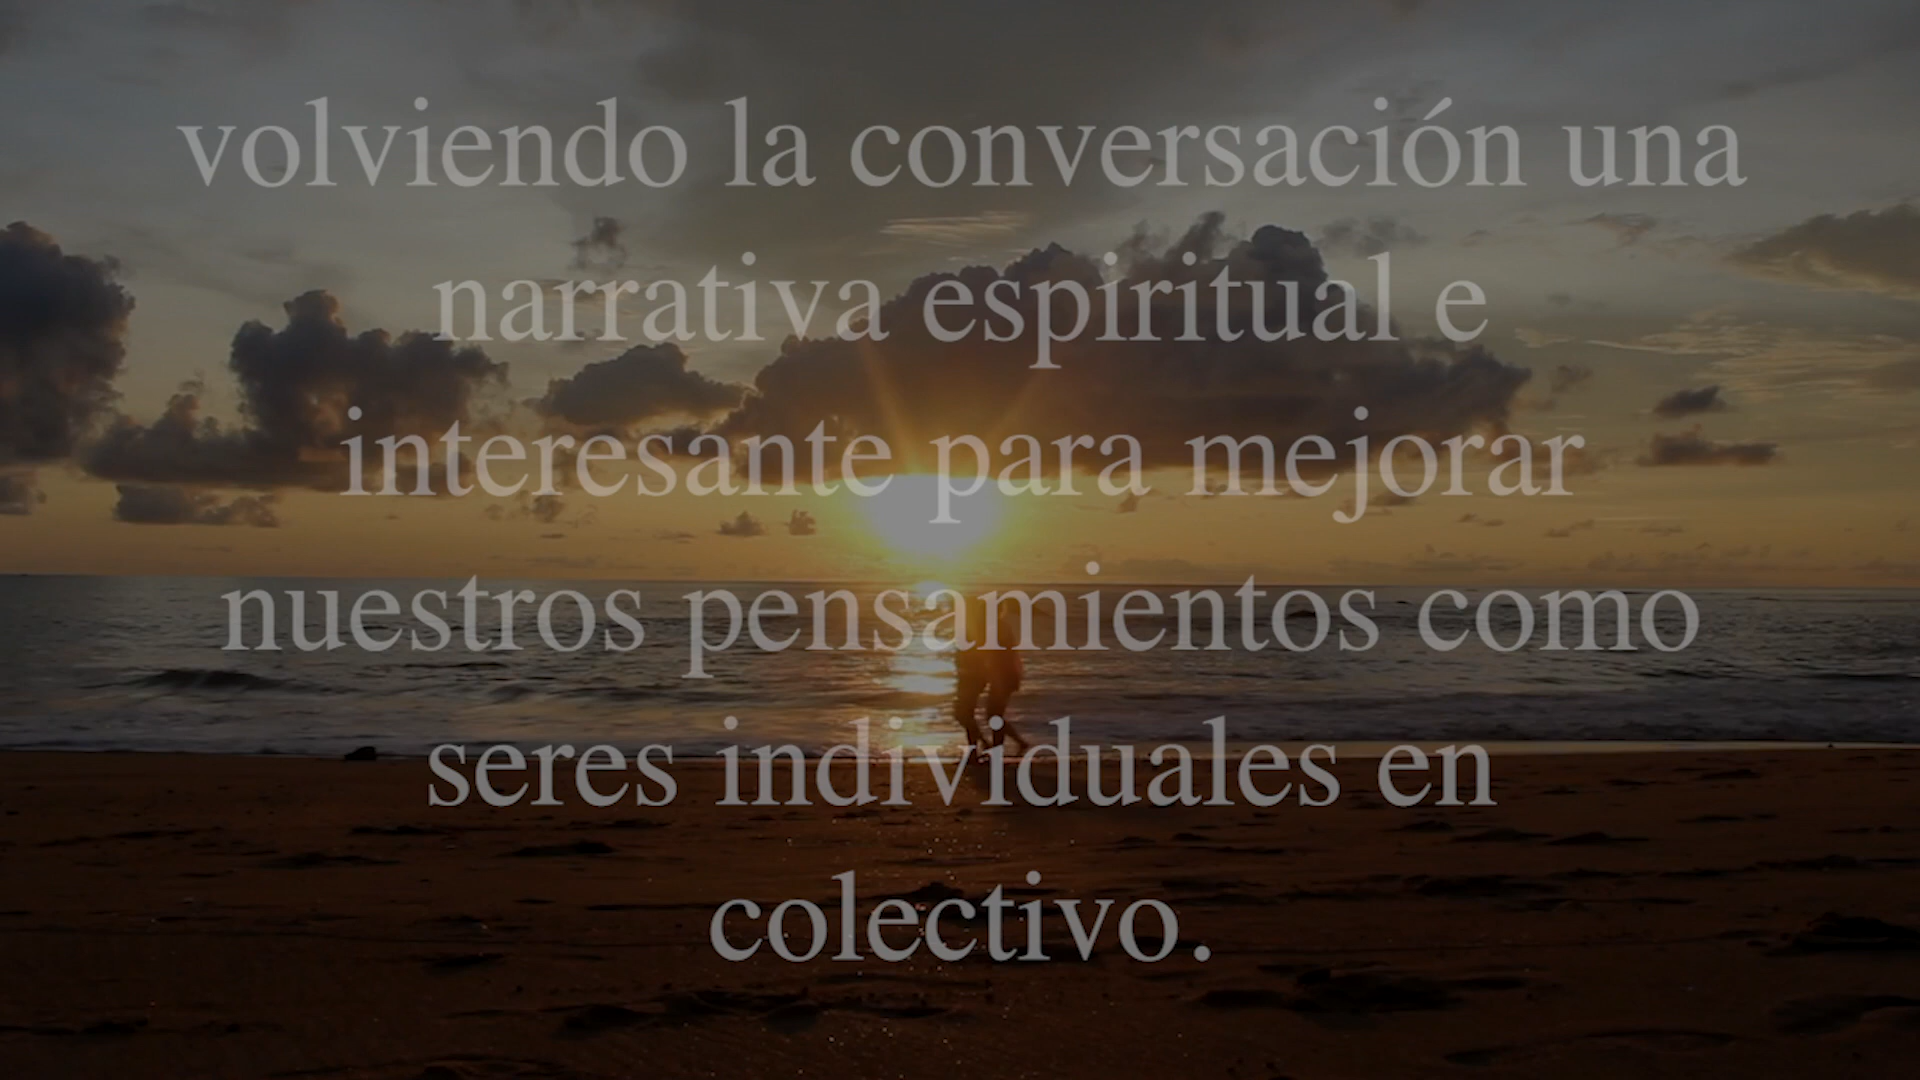 volviendo la conversación una
narrativa espiritual e
interesante para mejorar
nuestros pensamientos como
seres individuales en
colectivo.